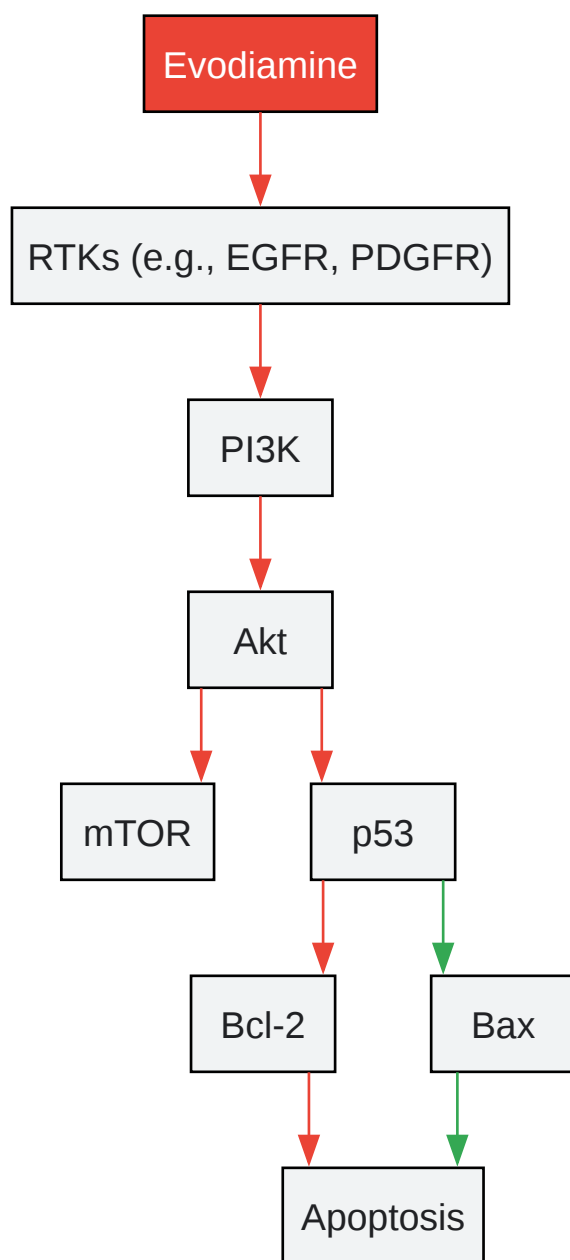 Evodiamine
RTKs (e.g., EGFR, PDGFR)
PI3K
Akt
mTOR
p53
Bcl-2
Bax
Apoptosis